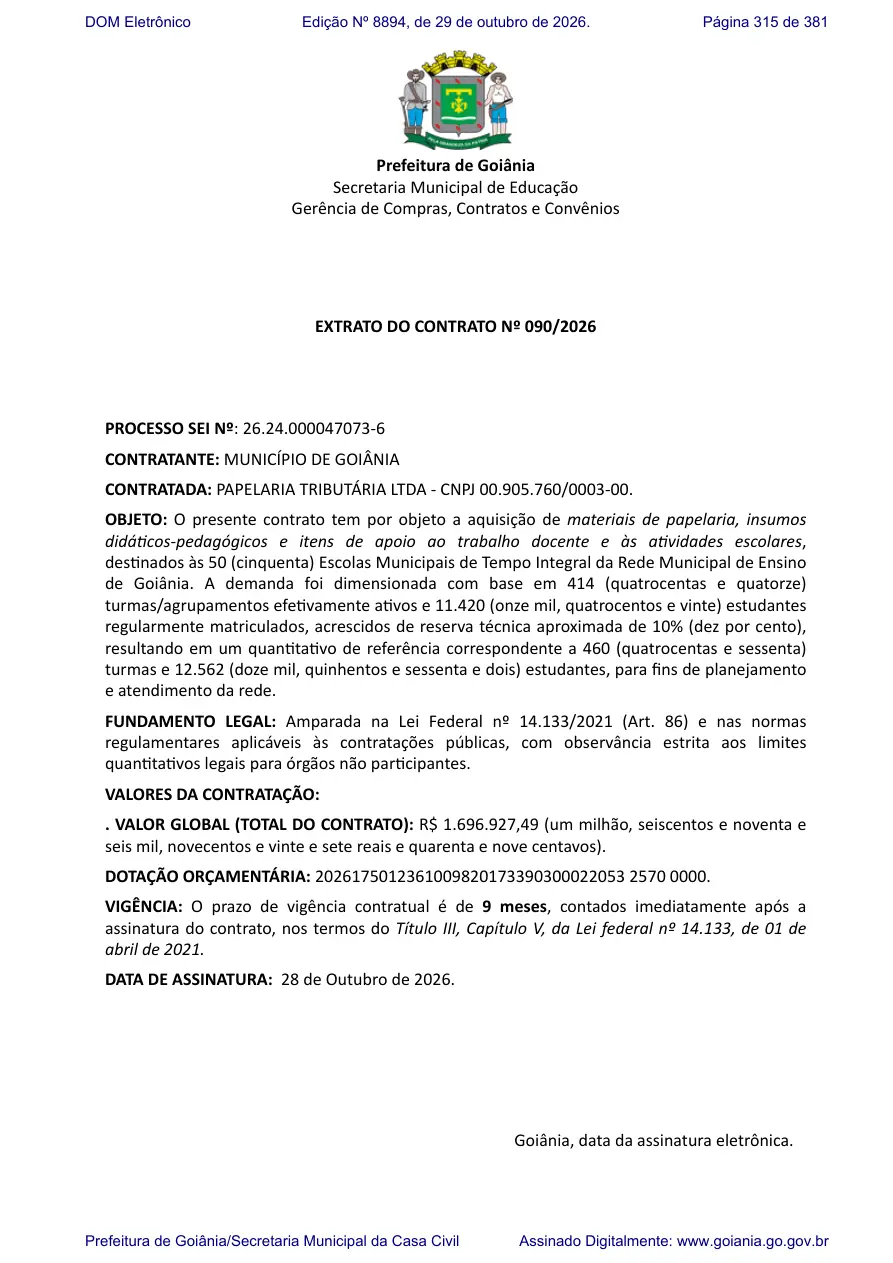 DOM Eletrônico Edição Nº 8894, de 29 de outubro de 2026. Página 315 de 381
Prefeitura de Goiânia
Secretaria Municipal de Educação
Gerência de Compras, Contratos e Convênios
EXTRATO DO CONTRATO Nº 090/2026
PROCESSO SEI Nº: 26.24.000047073-6
CONTRATANTE: MUNICÍPIO DE GOIÂNIA
CONTRATADA: PAPELARIA TRIBUTÁRIA LTDA - CNPJ 00.905.760/0003-00.
OBJETO: O presente contrato tem por objeto a aquisição de materiais de papelaria, insumos
didáticos-pedagógicos e itens de apoio ao trabalho docente e às atividades escolares,
destinados às 50 (cinquenta) Escolas Municipais de Tempo Integral da Rede Municipal de Ensino
de Goiânia. A demanda foi dimensionada com base em 414 (quatrocentas e quatorze)
turmas/agrupamentos efetivamente ativos e 11.420 (onze mil, quatrocentos e vinte) estudantes
regularmente matriculados, acrescidos de reserva técnica aproximada de 10% (dez por cento),
resultando em um quantitativo de referência correspondente a 460 (quatrocentas e sessenta)
turmas e 12.562 (doze mil, quinhentos e sessenta e dois) estudantes, para fins de planejamento
e atendimento da rede.
FUNDAMENTO LEGAL: Amparada na Lei Federal nº 14.133/2021 (Art. 86) e nas normas
regulamentares aplicáveis às contratações públicas, com observância estrita aos limites
quantitativos legais para órgãos não participantes.
VALORES DA CONTRATAÇÃO:
. VALOR GLOBAL (TOTAL DO CONTRATO): R$ 1.696.927,49 (um milhão, seiscentos e noventa e
seis mil, novecentos e vinte e sete reais e quarenta e nove centavos).
DOTAÇÃO ORÇAMENTÁRIA: 2026175012361009820173390300022053 2570 0000.
VIGÊNCIA: O prazo de vigência contratual é de 9 meses, contados imediatamente após a
assinatura do contrato, nos termos do Título III, Capítulo V, da Lei federal nº 14.133, de 01 de
abril de 2021.
DATA DE ASSINATURA: 28 de Outubro de 2026.
Goiânia, data da assinatura eletrônica.
Prefeitura de Goiânia/Secretaria Municipal da Casa Civil Assinado Digitalmente: www.goiania.go.gov.br